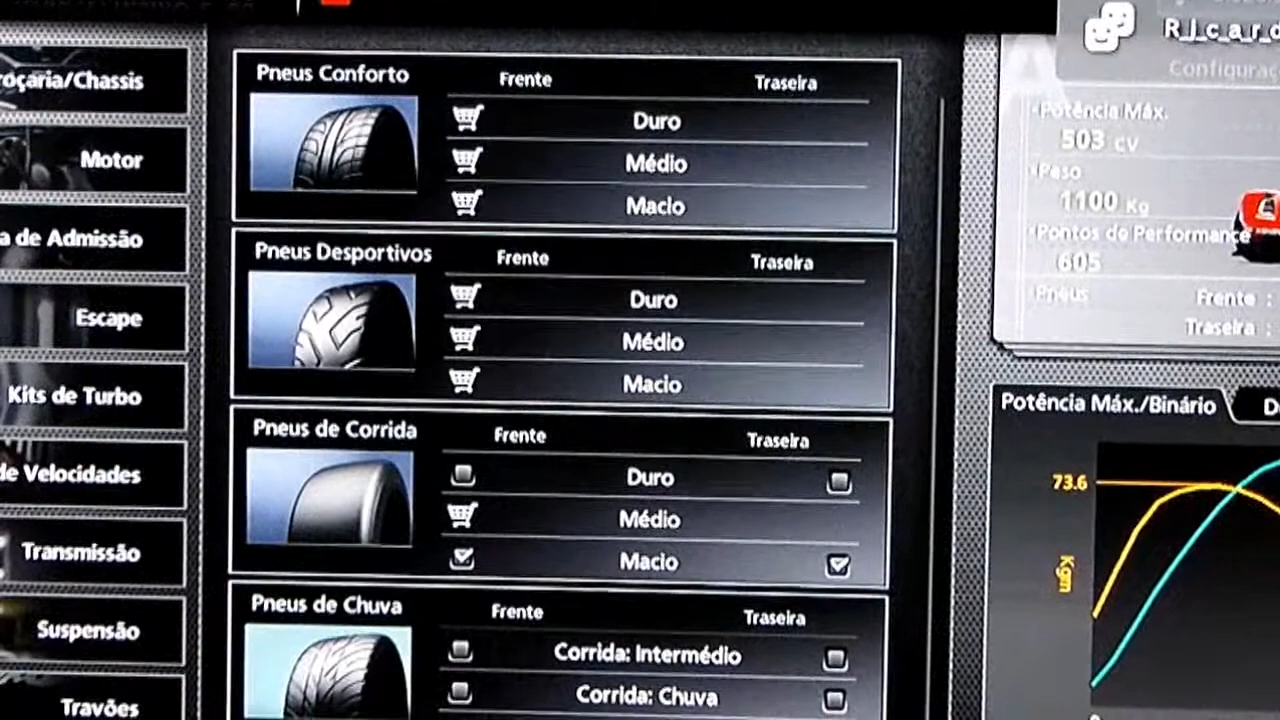 roçaria/Chassis
Motor
a de Admissão
Escape
Kits de Turbo
de Velocidades
Transmissão
Suspensão
Travões
Pneus Conforto
Frente
Traseira
Duro
Médio
Macio
Pneus Desportivos
Frente
Traseira
Duro
Médio
Macio
Pneus de Corrida
Frente
Traseira
Duro
Médio
Macio
Pneus de Chuva
Frente
Traseira
Corrida: Intermédio
Corrida: Chuva
R_I_c_a_r_d
Configuraç
Potência Máx.
503 CV
Peso
1100 Kg
Pontos de Performance
605
Pneus
Frente :
Traseira :
Potência Máx./Binário
D
73.6
Kgm